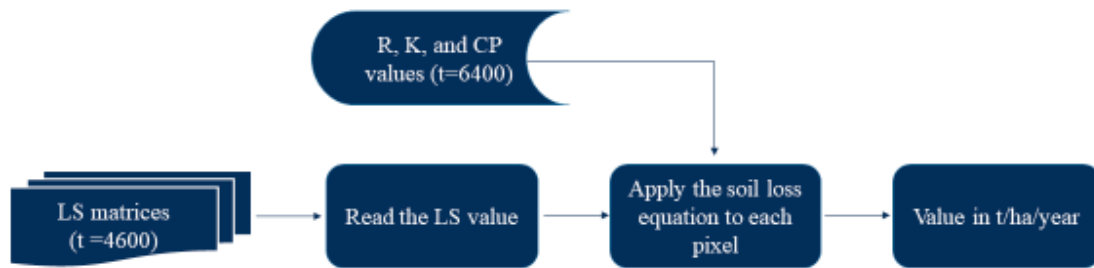 R, K, and CP
values (t=6400)
LS matrices
(t =4600)
Read the LS value
Apply the soil loss
equation to each
pixel
Value in t/ha/year